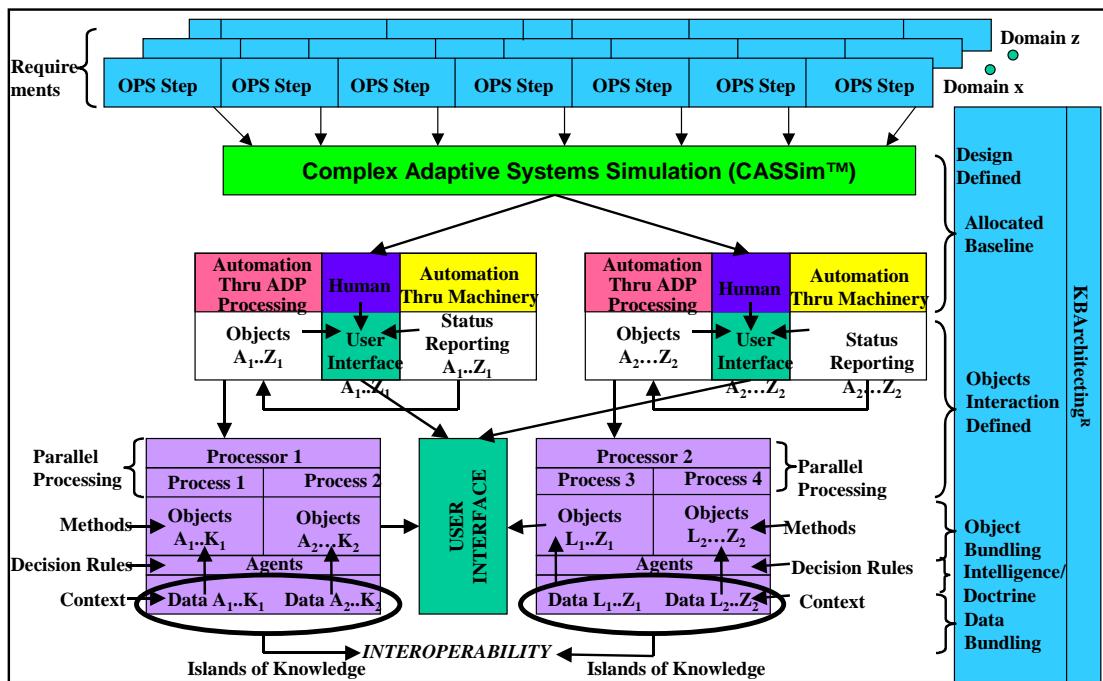 Domain z
Require
ments
OPS Step OPS Step OPS Step OPS Step OPS Step OPS Step OPS Step
Domain x
Complex Adaptive Systems Simulation (CASSim™)
Design
Defined
Allocated
Baseline
Automation
Thru ADP
Processing
Human
Automation
Thru Machinery
Objects
A1..Z1
User
Interface
A1..Z1
Status
Reporting
A1..Z1
Automation
Thru ADP
Processing
Human
Automation
Thru Machinery
Objects
A2…Z2
User
Interface
A2…Z2
Status
Reporting
A2…Z2
Objects
Interaction
Defined
KBArchitectingR
Parallel
Processing
Processor 1
Process 1 Process 2
Methods
Objects
A1..K1
Objects
A2…K2
Decision Rules
Agents
Context
Data A1..K1 Data A2..K2
USER
INTERFACE
Processor 2
Process 3 Process 4
Parallel
Processing
Objects
L1..Z1
Objects
L2…Z2
Methods
Agents
Decision Rules
Data L1..Z1 Data L2..Z2
Context
Object
Bundling
Intelligence/
Doctrine
Data
Bundling
INTEROPERABILITY
Islands of Knowledge
Islands of Knowledge